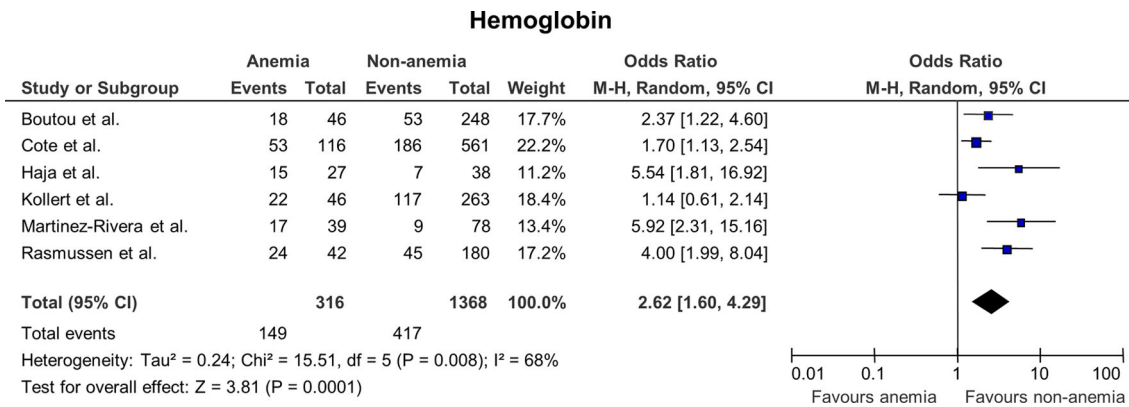 Hemoglobin
Anemia Non-anemia Odds Ratio Odds Ratio
Study or Subgroup Events Total Events Total Weight M-H, Random, 95% CI M-H, Random, 95% CI
Boutou et al. 18 46 53 248 17.7% 2.37 [1.22, 4.60]
Cote et al. 53 116 186 561 22.2% 1.70 [1.13, 2.54]
Haja et al. 15 27 7 38 11.2% 5.54 [1.81, 16.92]
Kollert et al. 22 46 117 263 18.4% 1.14 [0.61, 2.14]
Martinez-Rivera et al. 17 39 9 78 13.4% 5.92 [2.31, 15.16]
Rasmussen et al. 24 42 45 180 17.2% 4.00 [1.99, 8.04]
Total (95% CI) 316 1368 100.0% 2.62 [1.60, 4.29]
Total events 149 417
Heterogeneity: Tau² = 0.24; Chi² = 15.51, df = 5 (P = 0.008); I² = 68%
Test for overall effect: Z = 3.81 (P = 0.0001)
0.01 0.1 1 10 100
Favours anemia Favours non-anemia